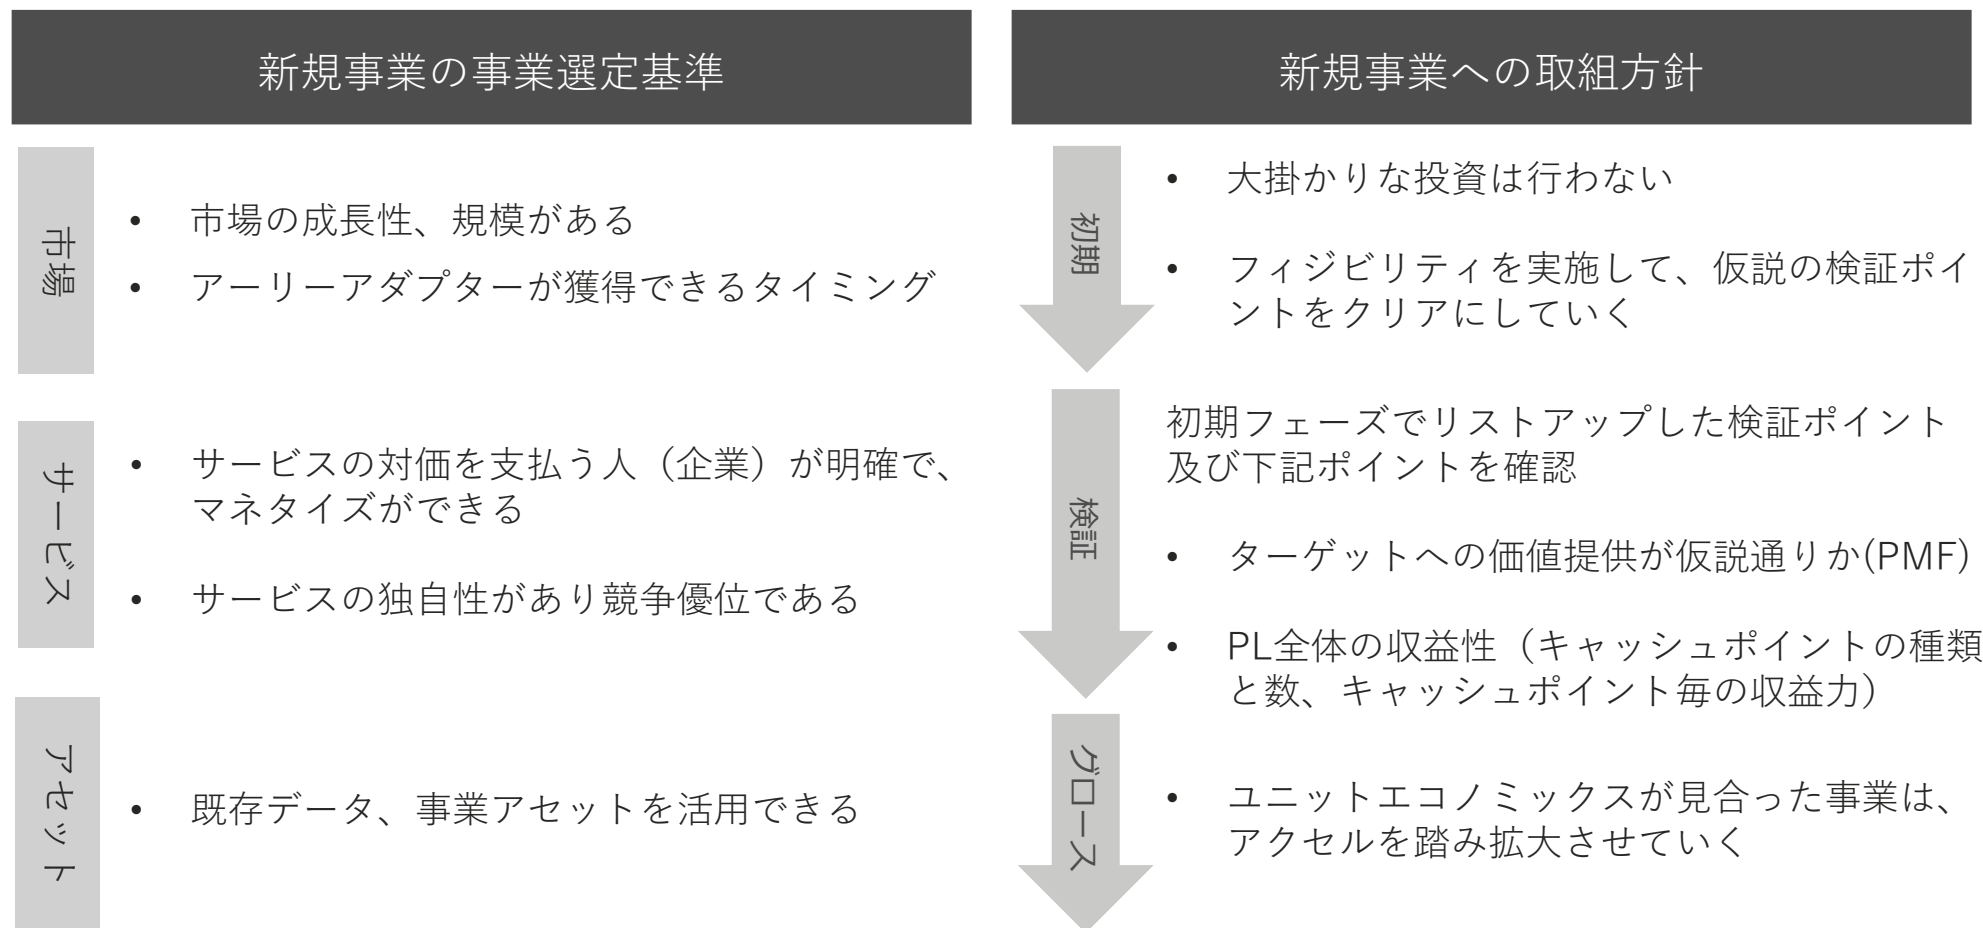 新規事業の事業選定基準
市場
• 市場の成長性、規模がある
• アーリーアダプターが獲得できるタイミング
サービス
• サービスの対価を支払う人（企業）が明確で、
マネタイズができる
• サービスの独自性があり競争優位である
アセット
• 既存データ、事業アセットを活用できる
新規事業への取組方針
初期
• 大掛かりな投資は行わない
• フィジビリティを実施して、仮説の検証ポイ
ントをクリアにしていく
検証
初期フェーズでリストアップした検証ポイント
及び下記ポイントを確認
• ターゲットへの価値提供が仮説通りか(PMF)
• PL全体の収益性（キャッシュポイントの種類
と数、キャッシュポイント毎の収益力）
グロース
• ユニットエコノミックスが見合った事業は、
アクセルを踏み拡大させていく